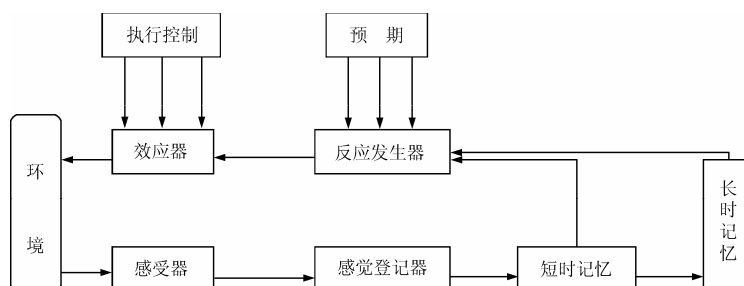 执行控制
预 期
效应器
反应发生器
环境
长时记忆
感受器
感觉登记器
短时记忆